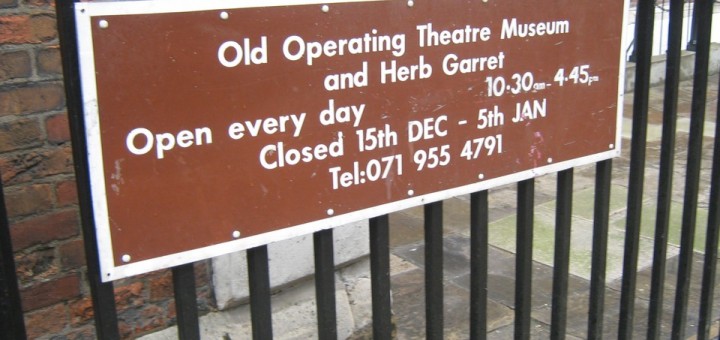 Old Operating Theatre Museum
and Herb Garret
Open every day 10·30am - 4·45pm
Closed 15th DEC - 5th JAN
Tel:071 955 4791